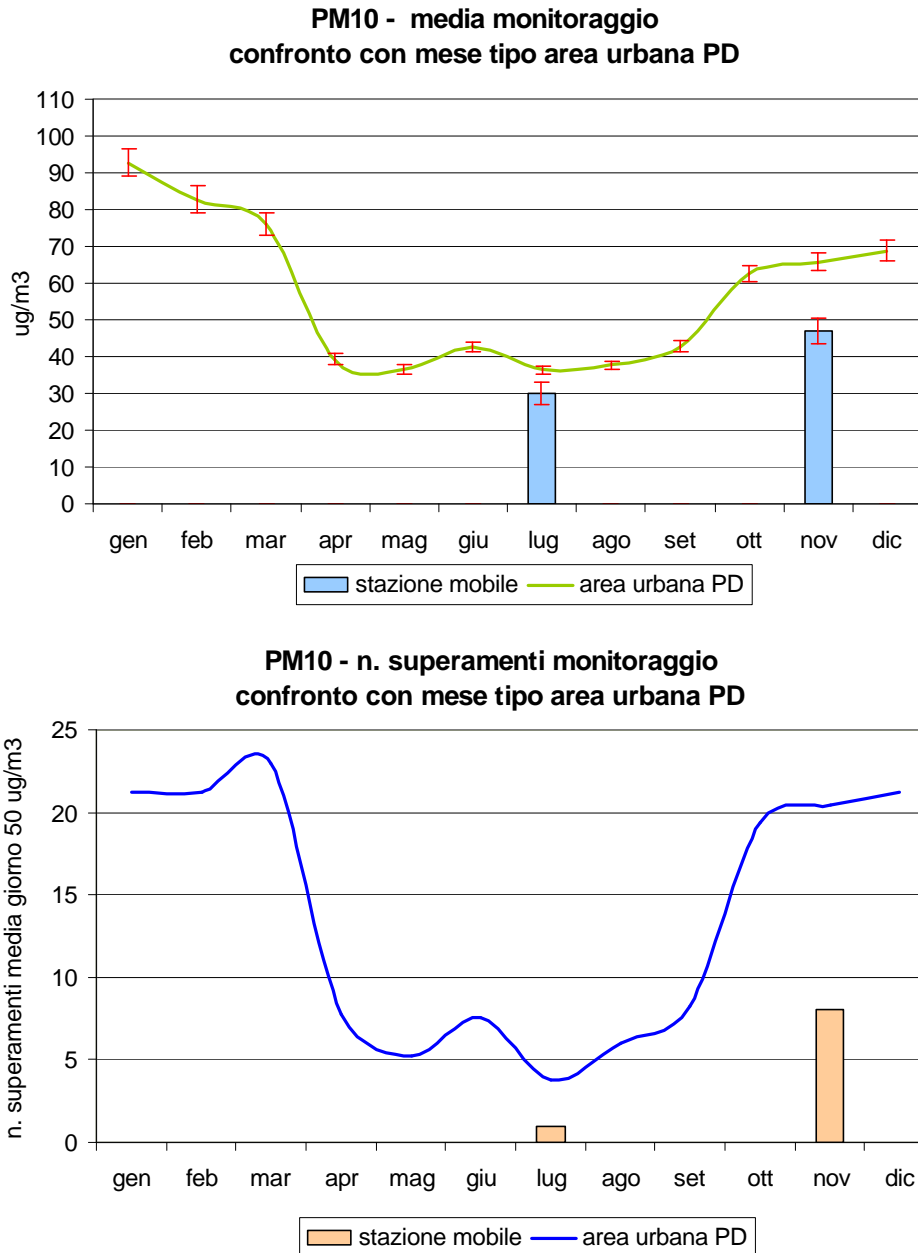 PM10 -  media monitoraggio
confronto con mese tipo area urbana PD
ug/m3
110
100
90
80
70
60
50
40
30
20
10
0
gen feb mar apr mag giu lug ago set ott nov dic
stazione mobile area urbana PD
PM10 - n. superamenti monitoraggio
confronto con mese tipo area urbana PD
n. superamenti media giorno 50 ug/m3
25
20
15
10
5
0
gen feb mar apr mag giu lug ago set ott nov dic
stazione mobile area urbana PD